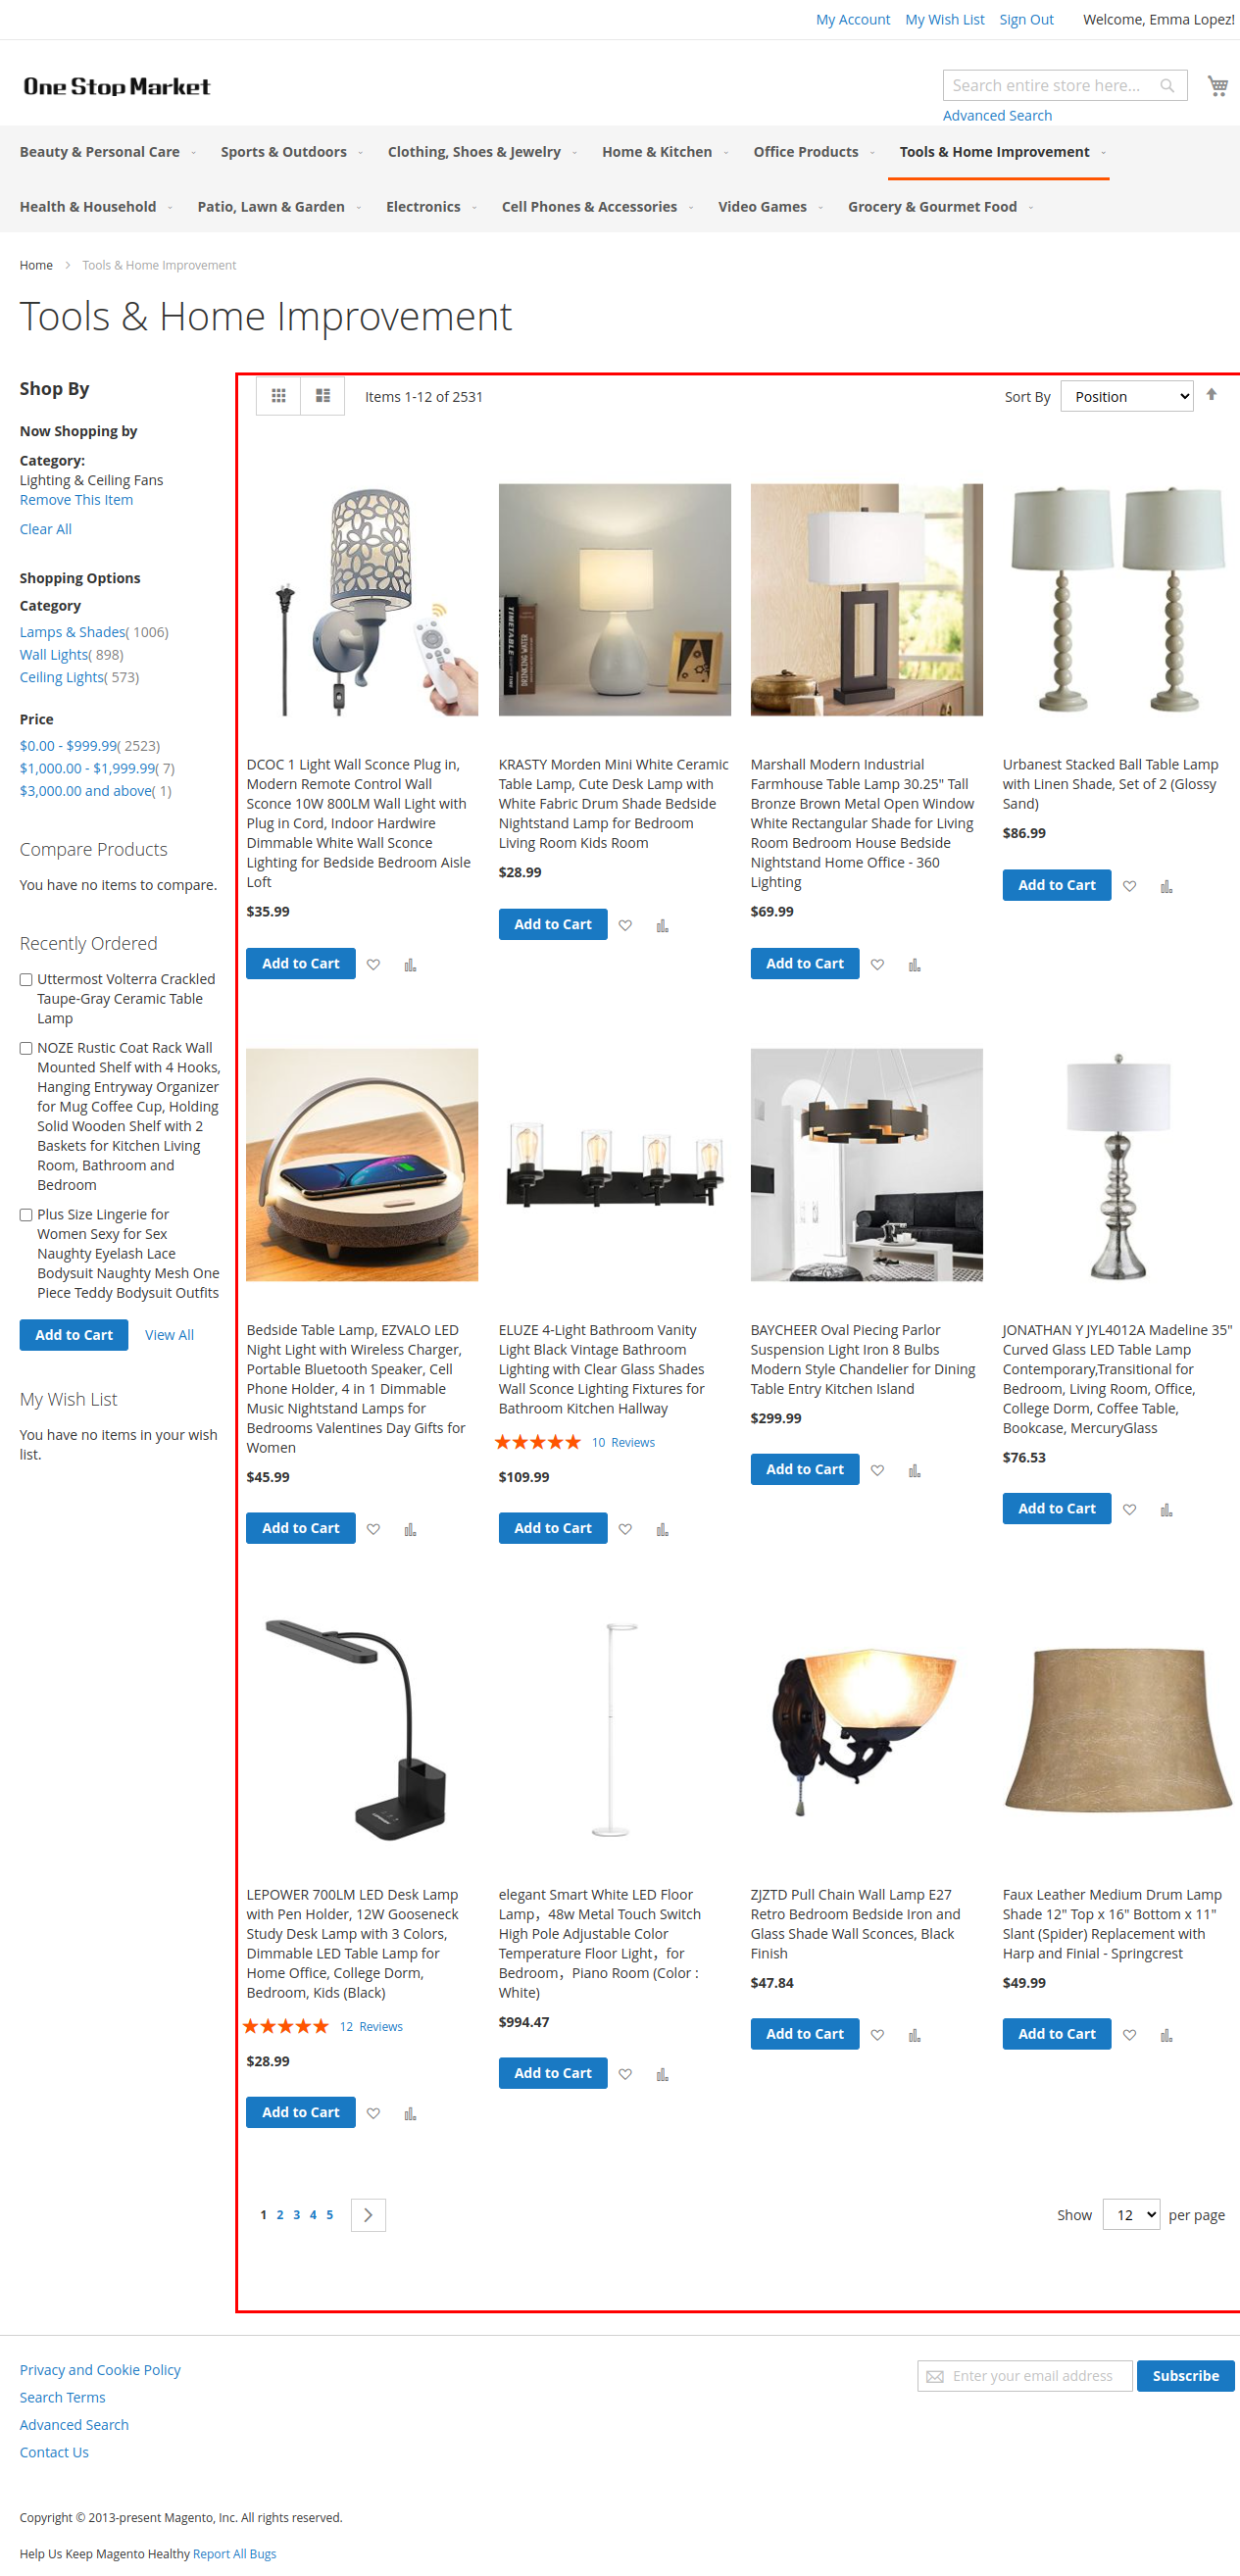 My Account My Wish List Sign Out Welcome, Emma Lopez!
One Stop Market
Search entire store here...
Advanced Search
Beauty & Personal Care Sports & Outdoors Clothing, Shoes & Jewelry Home & Kitchen Office Products Tools & Home Improvement
Health & Household Patio, Lawn & Garden Electronics Cell Phones & Accessories Video Games Grocery & Gourmet Food
Home Tools & Home Improvement
Tools & Home Improvement
Shop By
Now Shopping by
Category:
Lighting & Ceiling Fans
Remove This Item
Clear All
Shopping Options
Category
Lamps & Shades( 1006)
Wall Lights( 898)
Ceiling Lights( 573)
Price
$0.00 - $999.99( 2523)
$1,000.00 - $1,999.99( 7)
$3,000.00 and above( 1)
Compare Products
You have no items to compare.
Recently Ordered
Uttermost Volterra Crackled
Taupe-Gray Ceramic Table
Lamp
NOZE Rustic Coat Rack Wall
Mounted Shelf with 4 Hooks,
Hanging Entryway Organizer
for Mug Coffee Cup, Holding
Solid Wooden Shelf with 2
Baskets for Kitchen Living
Room, Bathroom and
Bedroom
Plus Size Lingerie for
Women Sexy for Sex
Naughty Eyelash Lace
Bodysuit Naughty Mesh One
Piece Teddy Bodysuit Outfits
Add to Cart View All
My Wish List
You have no items in your wish
list.
Items 1-12 of 2531
Sort By Position
TIMETABLE
DRINKING WATER
DCOC 1 Light Wall Sconce Plug in,
Modern Remote Control Wall
Sconce 10W 800LM Wall Light with
Plug in Cord, Indoor Hardwire
Dimmable White Wall Sconce
Lighting for Bedside Bedroom Aisle
Loft
$35.99
Add to Cart
KRASTY Morden Mini White Ceramic
Table Lamp, Cute Desk Lamp with
White Fabric Drum Shade Bedside
Nightstand Lamp for Bedroom
Living Room Kids Room
$28.99
Add to Cart
Marshall Modern Industrial
Farmhouse Table Lamp 30.25" Tall
Bronze Brown Metal Open Window
White Rectangular Shade for Living
Room Bedroom House Bedside
Nightstand Home Office - 360
Lighting
$69.99
Add to Cart
Urbanest Stacked Ball Table Lamp
with Linen Shade, Set of 2 (Glossy
Sand)
$86.99
Add to Cart
Bedside Table Lamp, EZVALO LED
Night Light with Wireless Charger,
Portable Bluetooth Speaker, Cell
Phone Holder, 4 in 1 Dimmable
Music Nightstand Lamps for
Bedrooms Valentines Day Gifts for
Women
$45.99
Add to Cart
ELUZE 4-Light Bathroom Vanity
Light Black Vintage Bathroom
Lighting with Clear Glass Shades
Wall Sconce Lighting Fixtures for
Bathroom Kitchen Hallway
10 Reviews
$109.99
Add to Cart
BAYCHEER Oval Piecing Parlor
Suspension Light Iron 8 Bulbs
Modern Style Chandelier for Dining
Table Entry Kitchen Island
$299.99
Add to Cart
JONATHAN Y JYL4012A Madeline 35"
Curved Glass LED Table Lamp
Contemporary,Transitional for
Bedroom, Living Room, Office,
College Dorm, Coffee Table,
Bookcase, MercuryGlass
$76.53
Add to Cart
LEPOWER 700LM LED Desk Lamp
with Pen Holder, 12W Gooseneck
Study Desk Lamp with 3 Colors,
Dimmable LED Table Lamp for
Home Office, College Dorm,
Bedroom, Kids (Black)
12 Reviews
$28.99
Add to Cart
elegant Smart White LED Floor
Lamp，48w Metal Touch Switch
High Pole Adjustable Color
Temperature Floor Light，for
Bedroom，Piano Room (Color :
White)
$994.47
Add to Cart
ZJZTD Pull Chain Wall Lamp E27
Retro Bedroom Bedside Iron and
Glass Shade Wall Sconces, Black
Finish
$47.84
Add to Cart
Faux Leather Medium Drum Lamp
Shade 12" Top x 16" Bottom x 11"
Slant (Spider) Replacement with
Harp and Finial - Springcrest
$49.99
Add to Cart
1 2 3 4 5
Show 12 per page
Privacy and Cookie Policy
Search Terms
Advanced Search
Contact Us
Enter your email address Subscribe
Copyright © 2013-present Magento, Inc. All rights reserved.
Help Us Keep Magento Healthy Report All Bugs